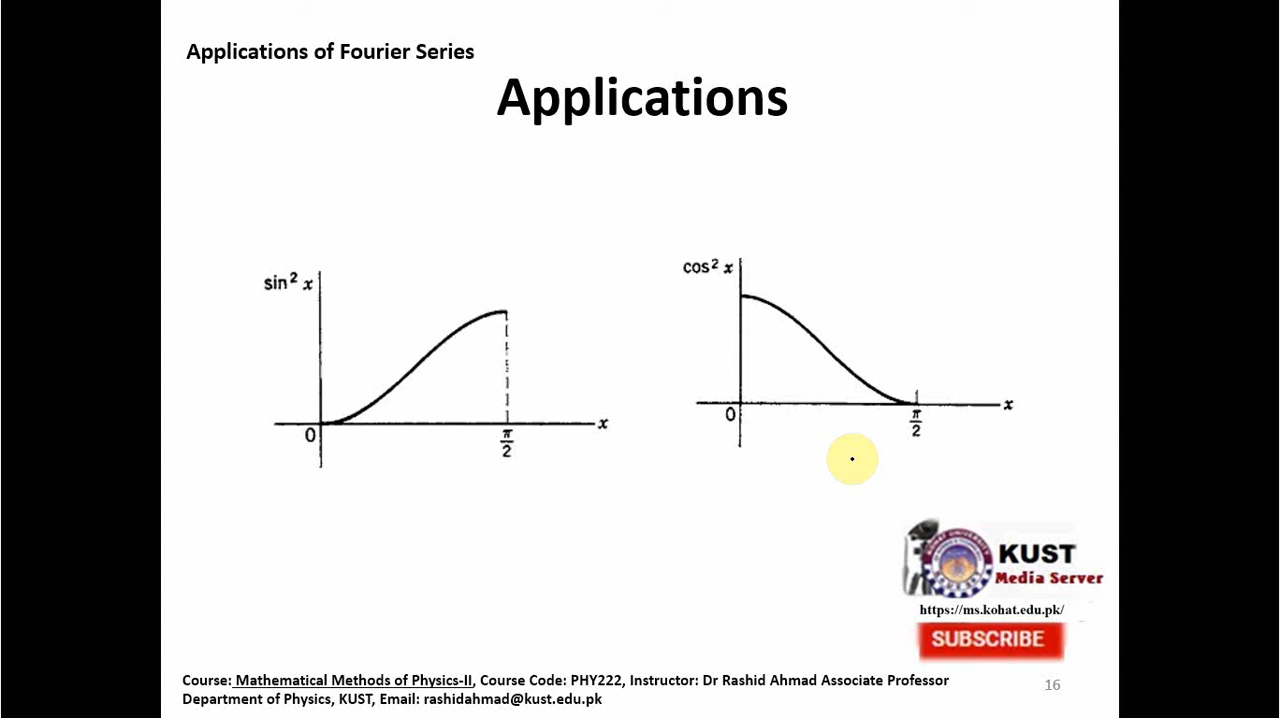 Applications of Fourier Series
Applications
sin² x
0
π
2
x
cos² x
0
π
2
x
KUST
Media Server
https://ms.kohat.edu.pk/
SUBSCRIBE
Course: Mathematical Methods of Physics-II, Course Code: PHY222, Instructor: Dr Rashid Ahmad Associate Professor
Department of Physics, KUST, Email: rashidahmad@kust.edu.pk
16